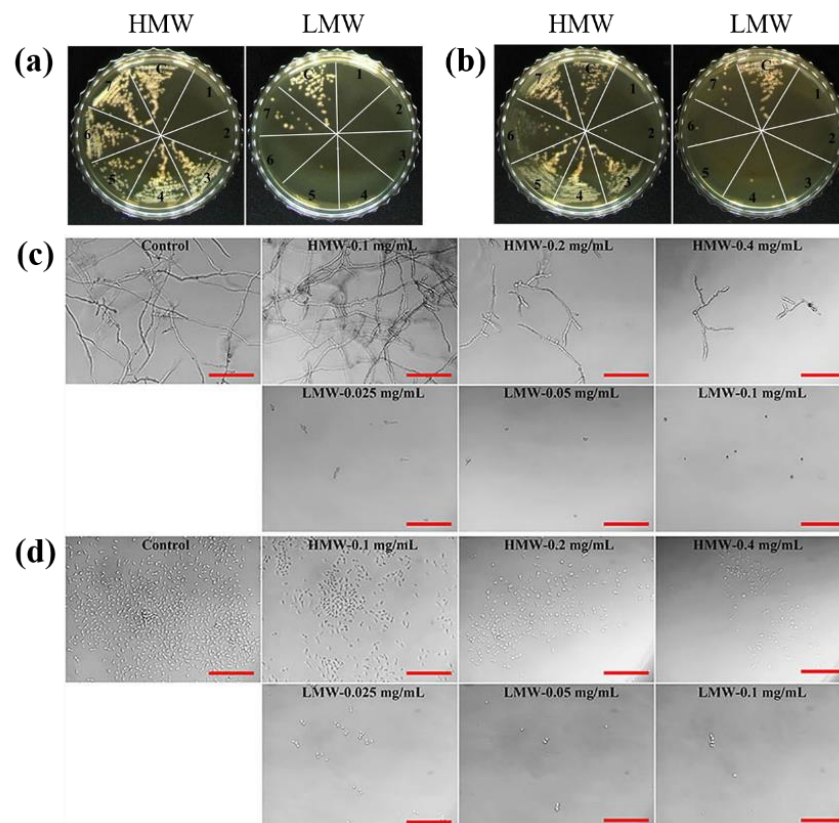 HMW LMW HMW LMW
(a) (b)
C 1 2 3 4 5 6 7
C 1 2 3 4 5 6 7
C 1 2 3 4 5 6 7
C 1 2 3 4 5 6 7
(c)
Control HMW-0.1 mg/mL HMW-0.2 mg/mL HMW-0.4 mg/mL
LMW-0.025 mg/mL LMW-0.05 mg/mL LMW-0.1 mg/mL
(d)
Control HMW-0.1 mg/mL HMW-0.2 mg/mL HMW-0.4 mg/mL
LMW-0.025 mg/mL LMW-0.05 mg/mL LMW-0.1 mg/mL